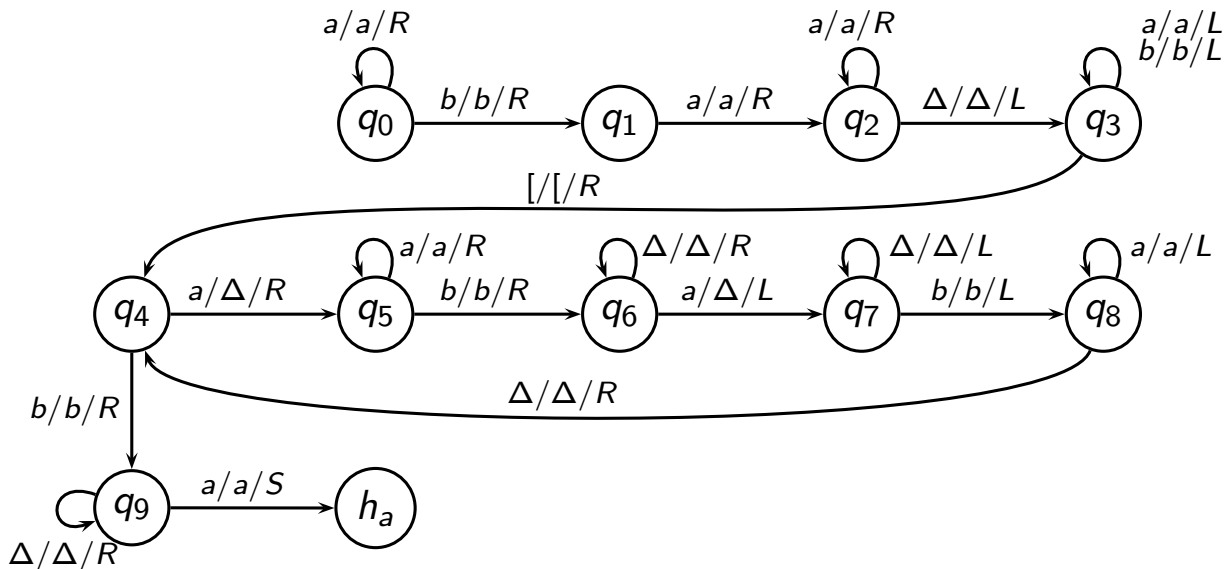 a/a/R a/a/R a/a/L
b/b/L
q0 b/b/R q1 a/a/R q2 Δ/Δ/L q3
[/[/R
a/a/R Δ/Δ/R Δ/Δ/L a/a/L
q4 a/Δ/R q5 b/b/R q6 a/Δ/L q7 b/b/L q8
Δ/Δ/R
b/b/R
q9 a/a/S ha
Δ/Δ/R